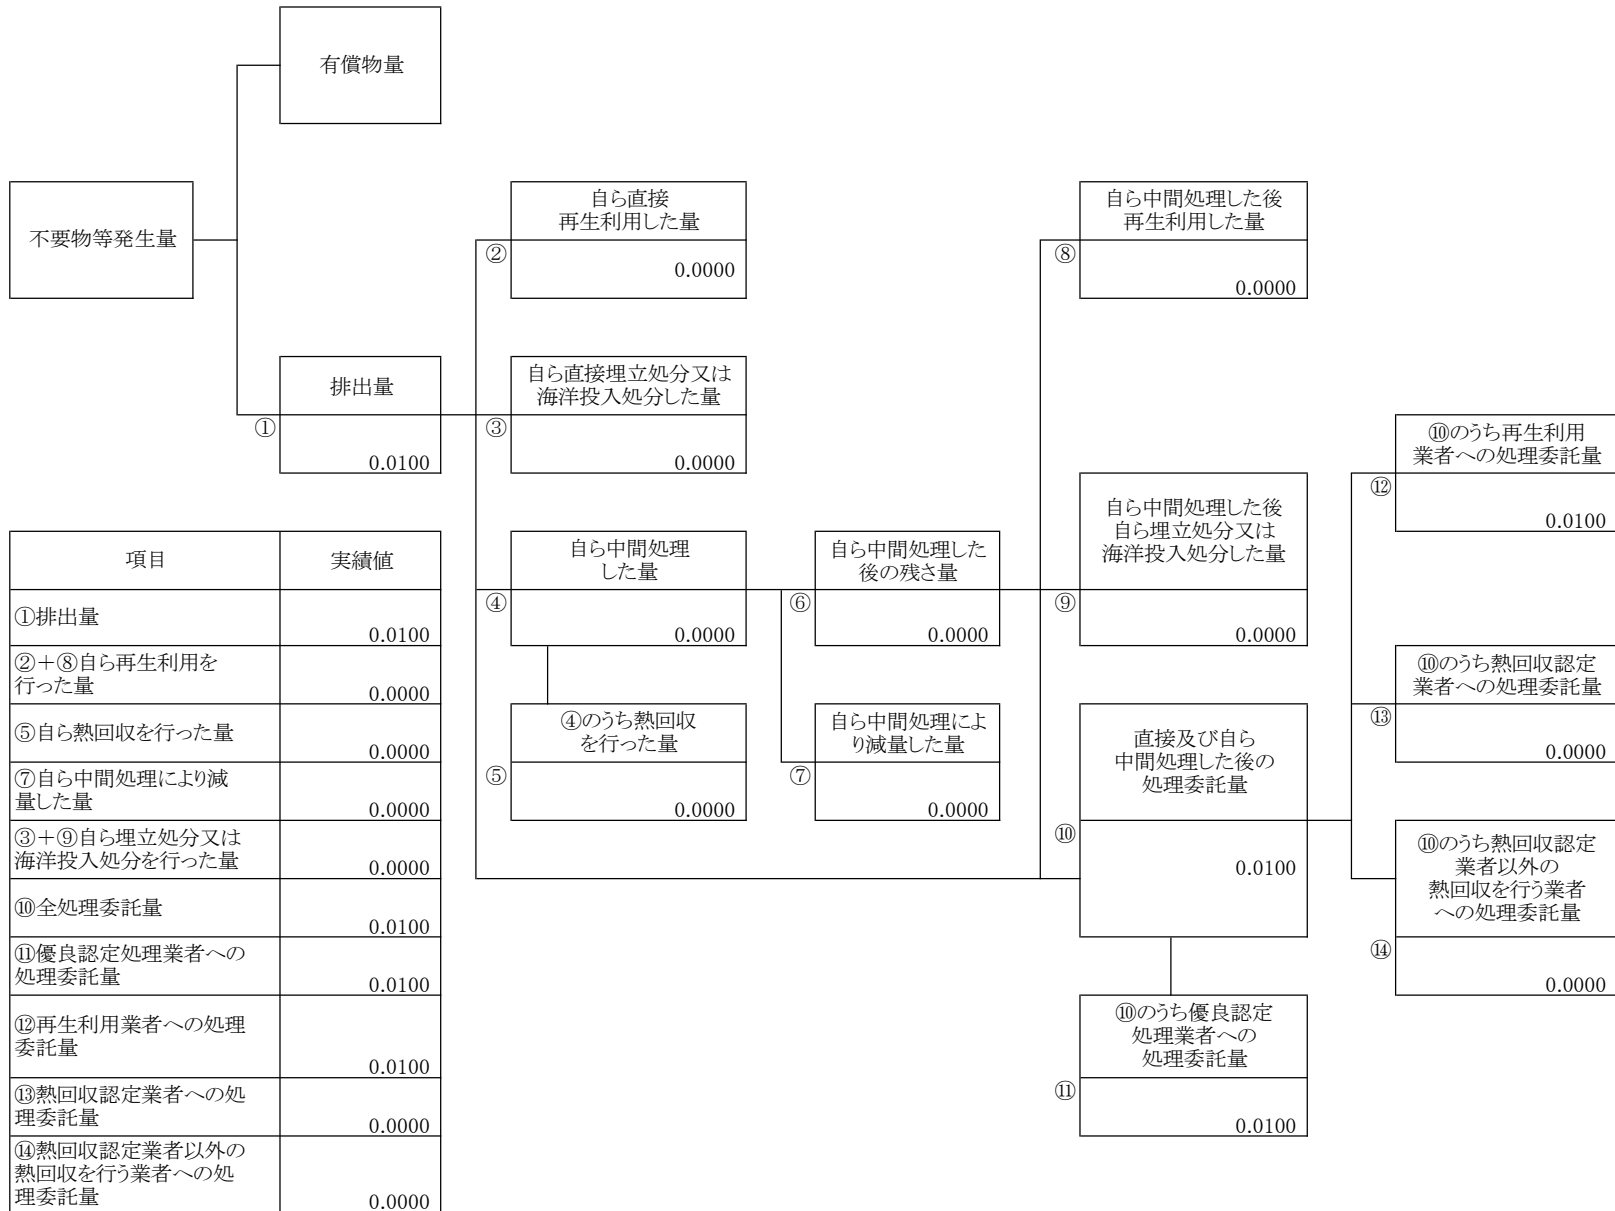 有償物量
不要物等発生量
自ら直接
再生利用した量
②
0.0000
自ら中間処理した後
再生利用した量
⑧
0.0000
排出量
①
0.0100
自ら直接埋立処分又は
海洋投入処分した量
③
0.0000
⑩のうち再生利用
業者への処理委託量
⑫
0.0100
自ら中間処理した後
自ら埋立処分又は
海洋投入処分した量
⑨
0.0000
自ら中間処理
した量
④
0.0000
自ら中間処理した
後の残さ量
⑥
0.0000
⑩のうち熱回収認定
業者への処理委託量
⑬
0.0000
④のうち熱回収
を行った量
⑤
0.0000
自ら中間処理によ
り減量した量
⑦
0.0000
直接及び自ら
中間処理した後の
処理委託量
⑩
0.0100
⑩のうち熱回収認定
業者以外の
熱回収を行う業者
への処理委託量
⑭
0.0000
⑩のうち優良認定
処理業者への
処理委託量
⑪
0.0100
項目 実績値
①排出量
0.0100
②+⑧自ら再生利用を
行った量
0.0000
⑤自ら熱回収を行った量
0.0000
⑦自ら中間処理により減
量した量
0.0000
③+⑨自ら埋立処分又は
海洋投入処分を行った量
0.0000
⑩全処理委託量
0.0100
⑪優良認定処理業者への
処理委託量
0.0100
⑫再生利用業者への処理
委託量
0.0100
⑬熱回収認定業者への処
理委託量
0.0000
⑭熱回収認定業者以外の
熱回収を行う業者への処
理委託量
0.0000